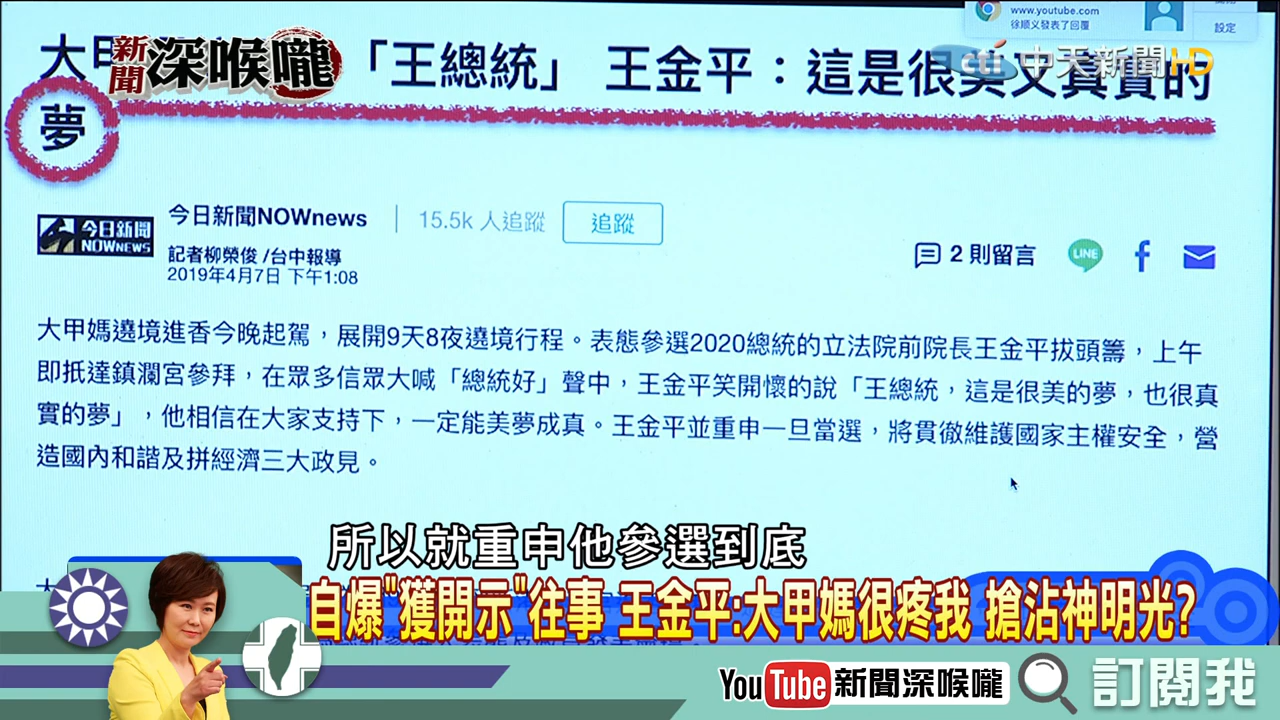 www.youtube.com
徐順义發表了回覆
設定
新聞深喉嚨
cti 中天新聞HD
大甲「王總統」 王金平：這是很美又真實的
夢
今日新聞NOWnews | 15.5k 人追蹤 追蹤
今日新聞
NOWNEWS
記者柳榮俊 /台中報導
2019年4月7日 下午1:08
2 則留言
LINE
大甲媽遶境進香今晚起駕，展開9天8夜遶境行程。表態參選2020總統的立法院前院長王金平拔頭籌，上午
即抵達鎮瀾宮參拜，在眾多信眾大喊「總統好」聲中，王金平笑開懷的說「王總統，這是很美的夢，也很真
實的夢」，他相信在大家支持下，一定能美夢成真。王金平並重申一旦當選，將貫徹維護國家主權安全，營
造國內和諧及拼經濟三大政見。
所以就重申他參選到底
自爆"獲開示"往事 王金平:大甲媽很疼我 搶沾神明光?
YouTube 新聞深喉嚨 訂閱我